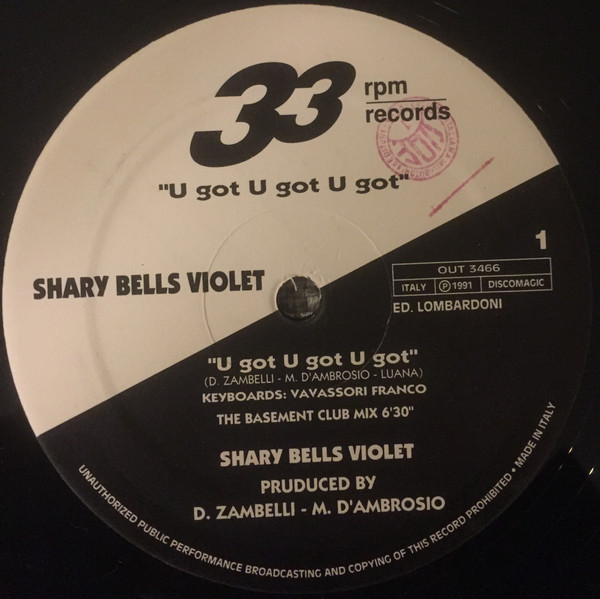 33 rpm
records
"U got U got U got"
1
SHARY BELLS VIOLET
OUT 3466
ITALY Ⓟ1991 DISCOMAGIC
ED. LOMBARDONI
"U got U got U got"
(D. ZAMBELLI - M. D'AMBROSIO - LUANA)
KEYBOARDS: VAVASSORI FRANCO
THE BASEMENT CLUB MIX 6'30"
SHARY BELLS VIOLET
PRUDUCED BY
D. ZAMBELLI - M. D'AMBROSIO
UNAUTHORIZED PUBLIC PERFORMANCE BROADCASTING AND COPYING OF THIS RECORD PROHIBITED • MADE IN ITALY